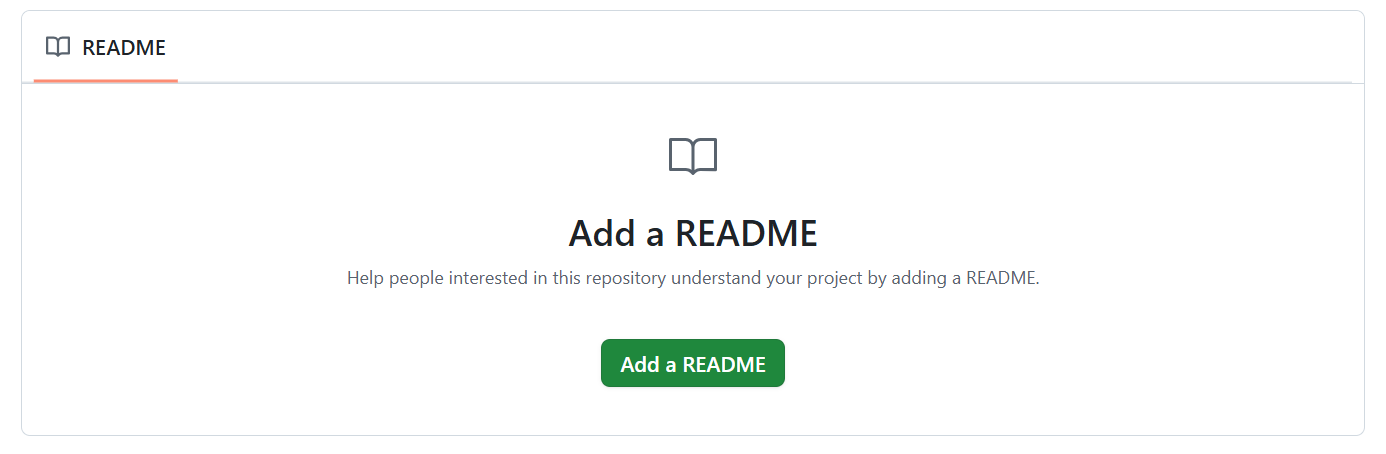 README
Add a README
Help people interested in this repository understand your project by adding a README.
Add a README